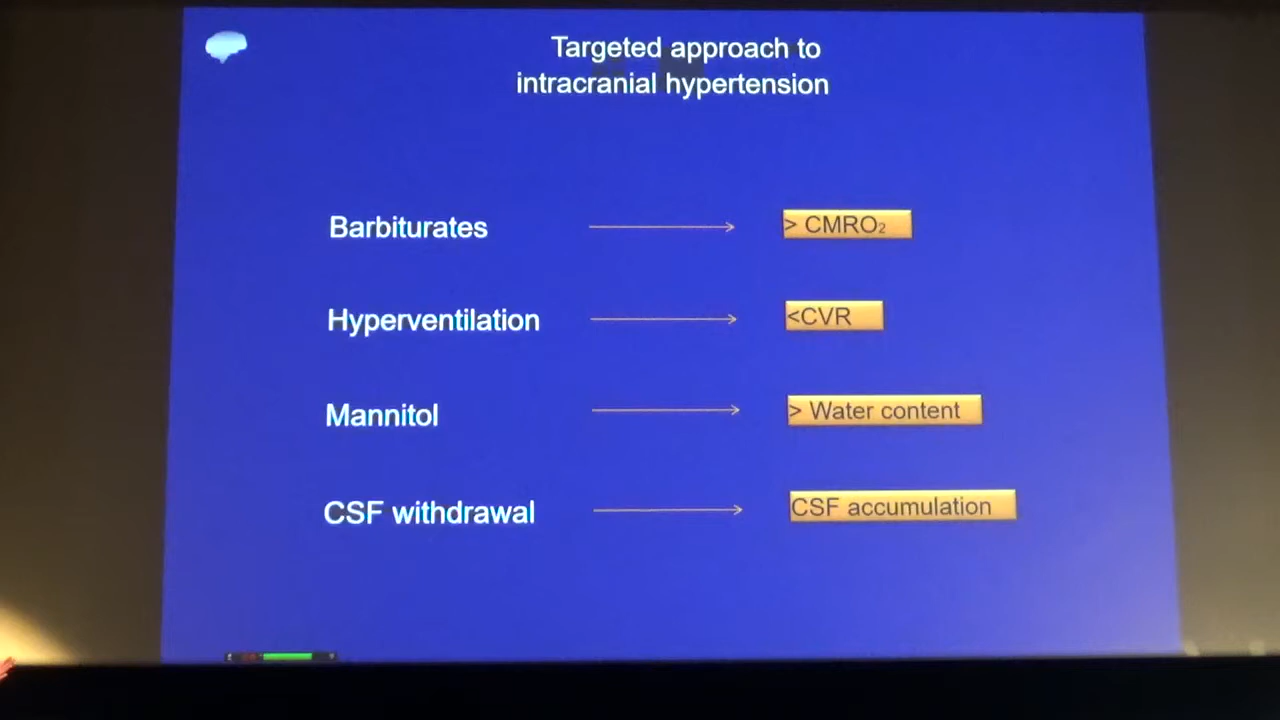 Targeted approach to
intracranial hypertension
Barbiturates
> CMRO₂
Hyperventilation
<CVR
Mannitol
> Water content
CSF withdrawal
CSF accumulation